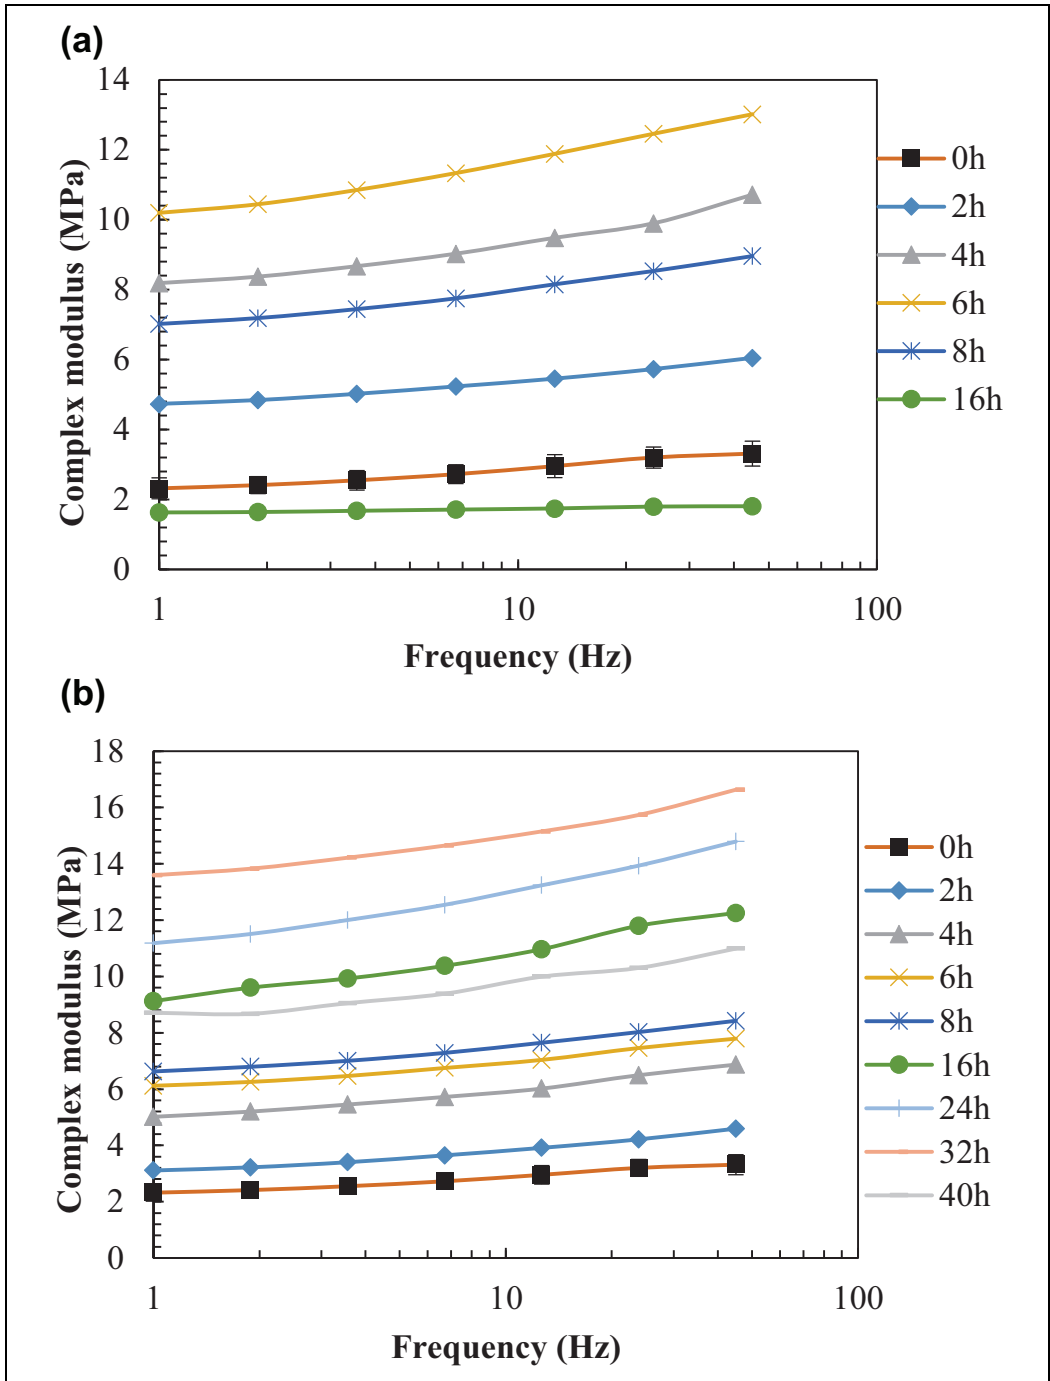 (a)
14
12
10
8
6
4
2
0
Complex modulus (MPa)
1 10 100
Frequency (Hz)
0h
2h
4h
6h
8h
16h
(b)
18
16
14
12
10
8
6
4
2
0
Complex modulus (MPa)
1 10 100
Frequency (Hz)
0h
2h
4h
6h
8h
16h
24h
32h
40h